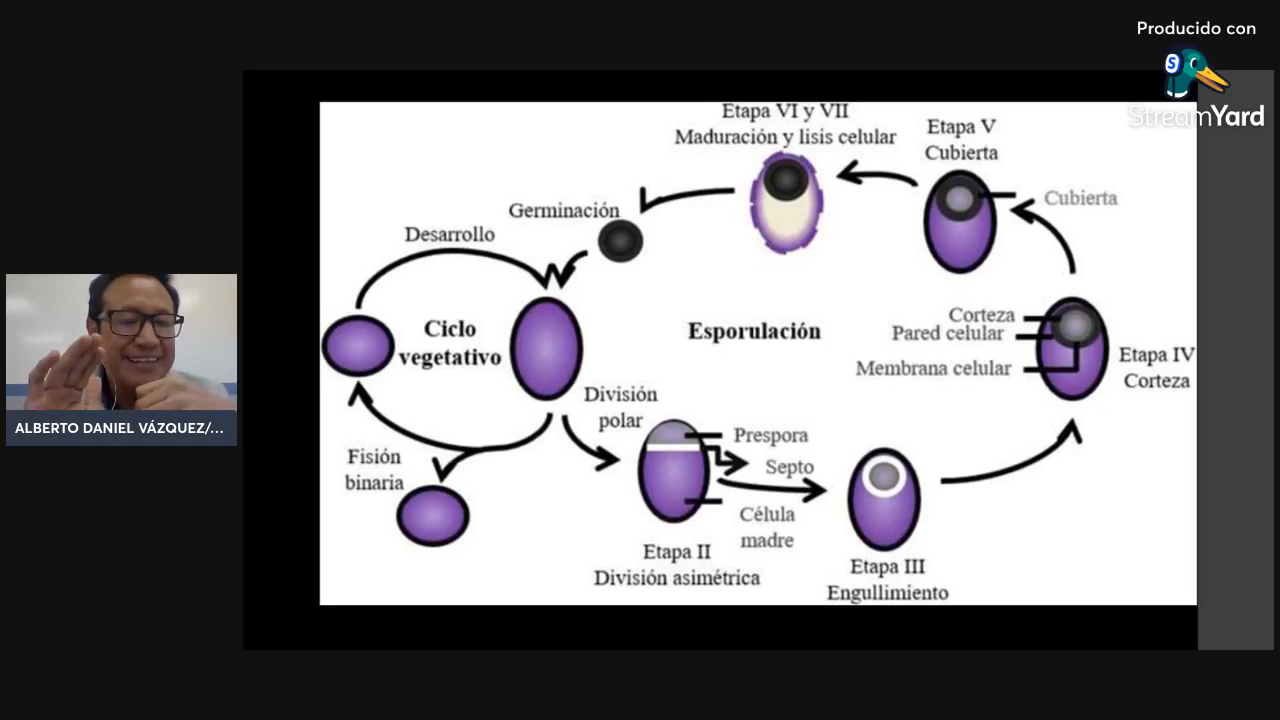 Producido con
StreamYard
Etapa VI y VII
Maduración y lisis celular
Etapa V
Cubierta
Cubierta
Germinación
Desarrollo
Ciclo
vegetativo
Esporulación
Corteza
Pared celular
Membrana celular
Etapa IV
Corteza
División
polar
Prespora
Septo
Célula
madre
Fisión
binaria
Etapa II
División asimétrica
Etapa III
Engullimiento
ALBERTO DANIEL VÁZQUEZ/...